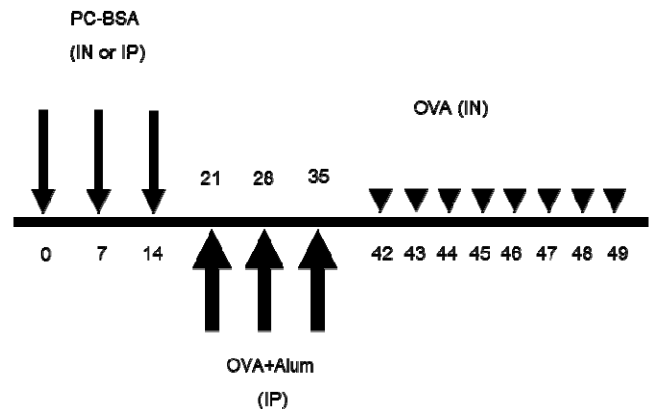 PC-BSA
(IN or IP)
OVA (IN)
21 28 35
0 7 14 42 43 44 45 46 47 48 49
OVA+Alum
(IP)